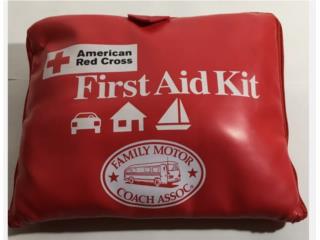 American
Red Cross
First Aid Kit
FAMILY MOTOR
COACH ASSOC.